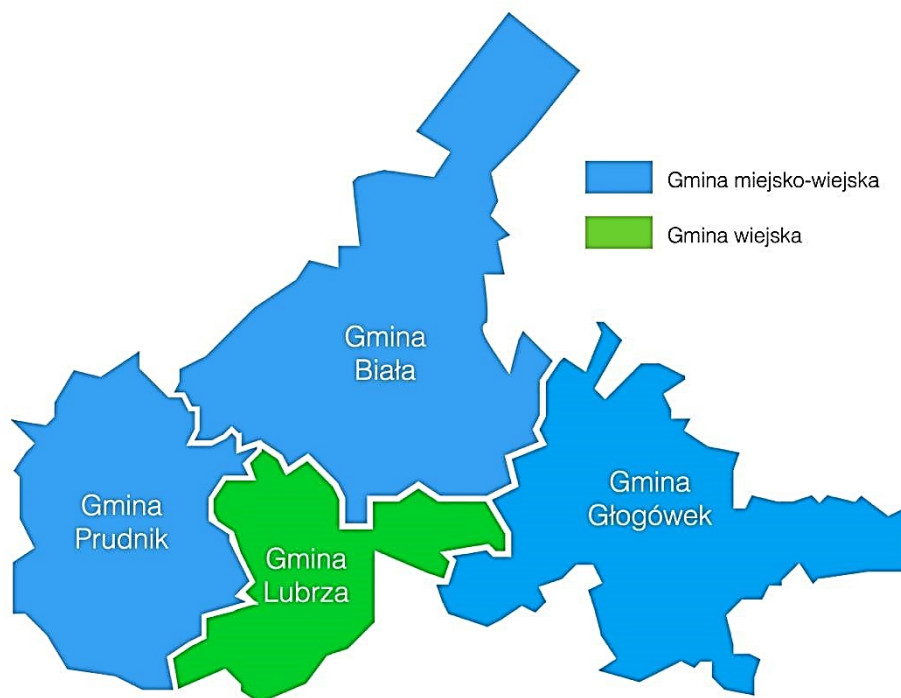 Gmina miejsko-wiejska
Gmina wiejska
Gmina
Biała
Gmina
Prudnik
Gmina
Lubrza
Gmina
Głogówek